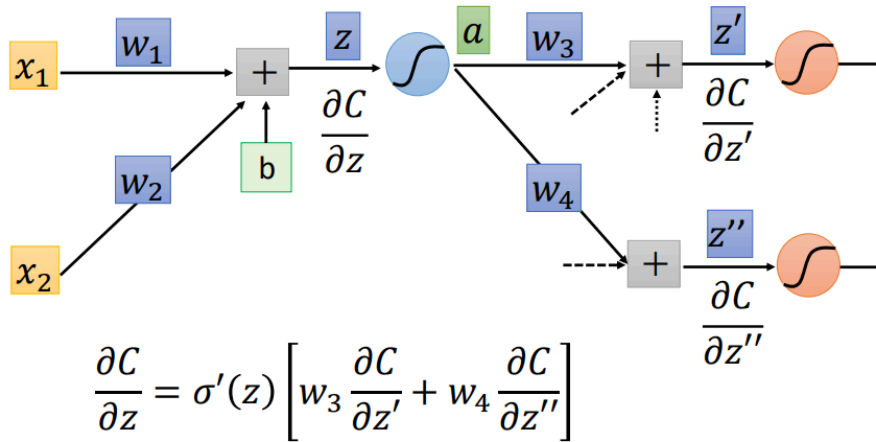 x₁ w₁ + z a w₃ + z′
∂C/∂z ∂C/∂z′
b
w₂ w₄
x₂ + z′′
∂C/∂z′′
∂C/∂z = σ′(z) [w₃ ∂C/∂z′ + w₄ ∂C/∂z′′]